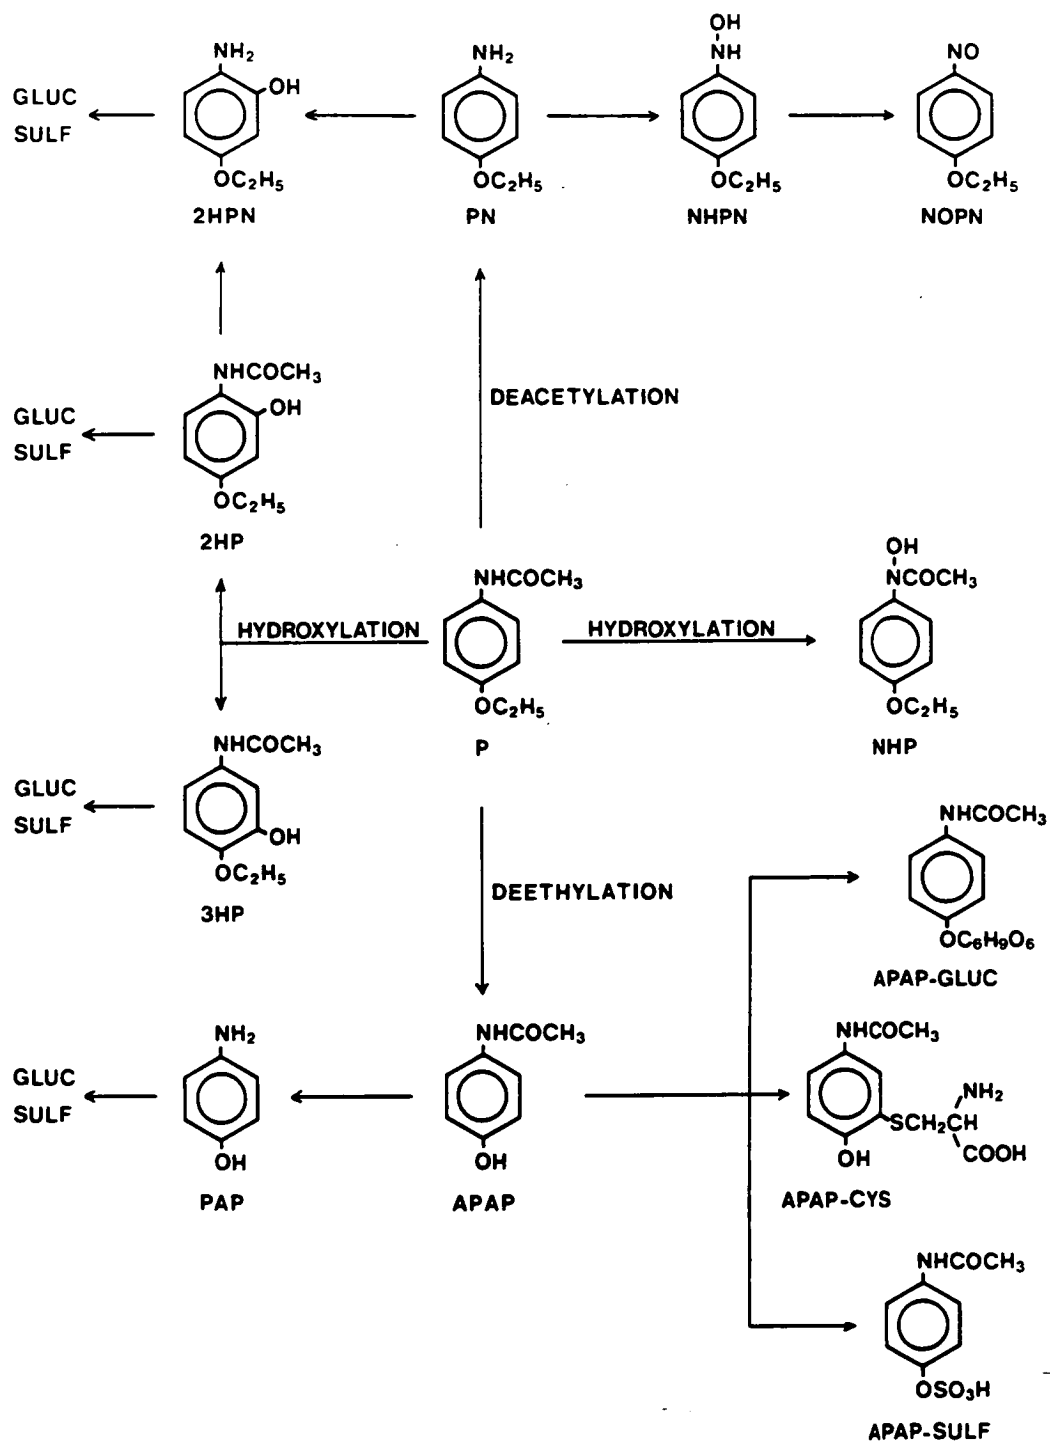 OH
NH₂
NH₂
NH
NO
GLUC
SULF
OH
OC₂H₅
OC₂H₅
OC₂H₅
OC₂H₅
2HPN
PN
NHPN
NOPN
NHCOCH₃
GLUC
SULF
OH
DEACETYLATION
OC₂H₅
2HP
OH
NHCOCH₃
NCOCH₃
HYDROXYLATION
HYDROXYLATION
OC₂H₅
OC₂H₅
P
NHP
NHCOCH₃
GLUC
SULF
OH
OC₂H₅
3HP
NHCOCH₃
DEETHYLATION
OC₆H₉O₆
APAP-GLUC
NH₂
NHCOCH₃
NHCOCH₃
GLUC
SULF
NH₂
SCH₂CH
COOH
OH
OH
OH
PAP
APAP
APAP-CYS
NHCOCH₃
OSO₃H
APAP-SULF